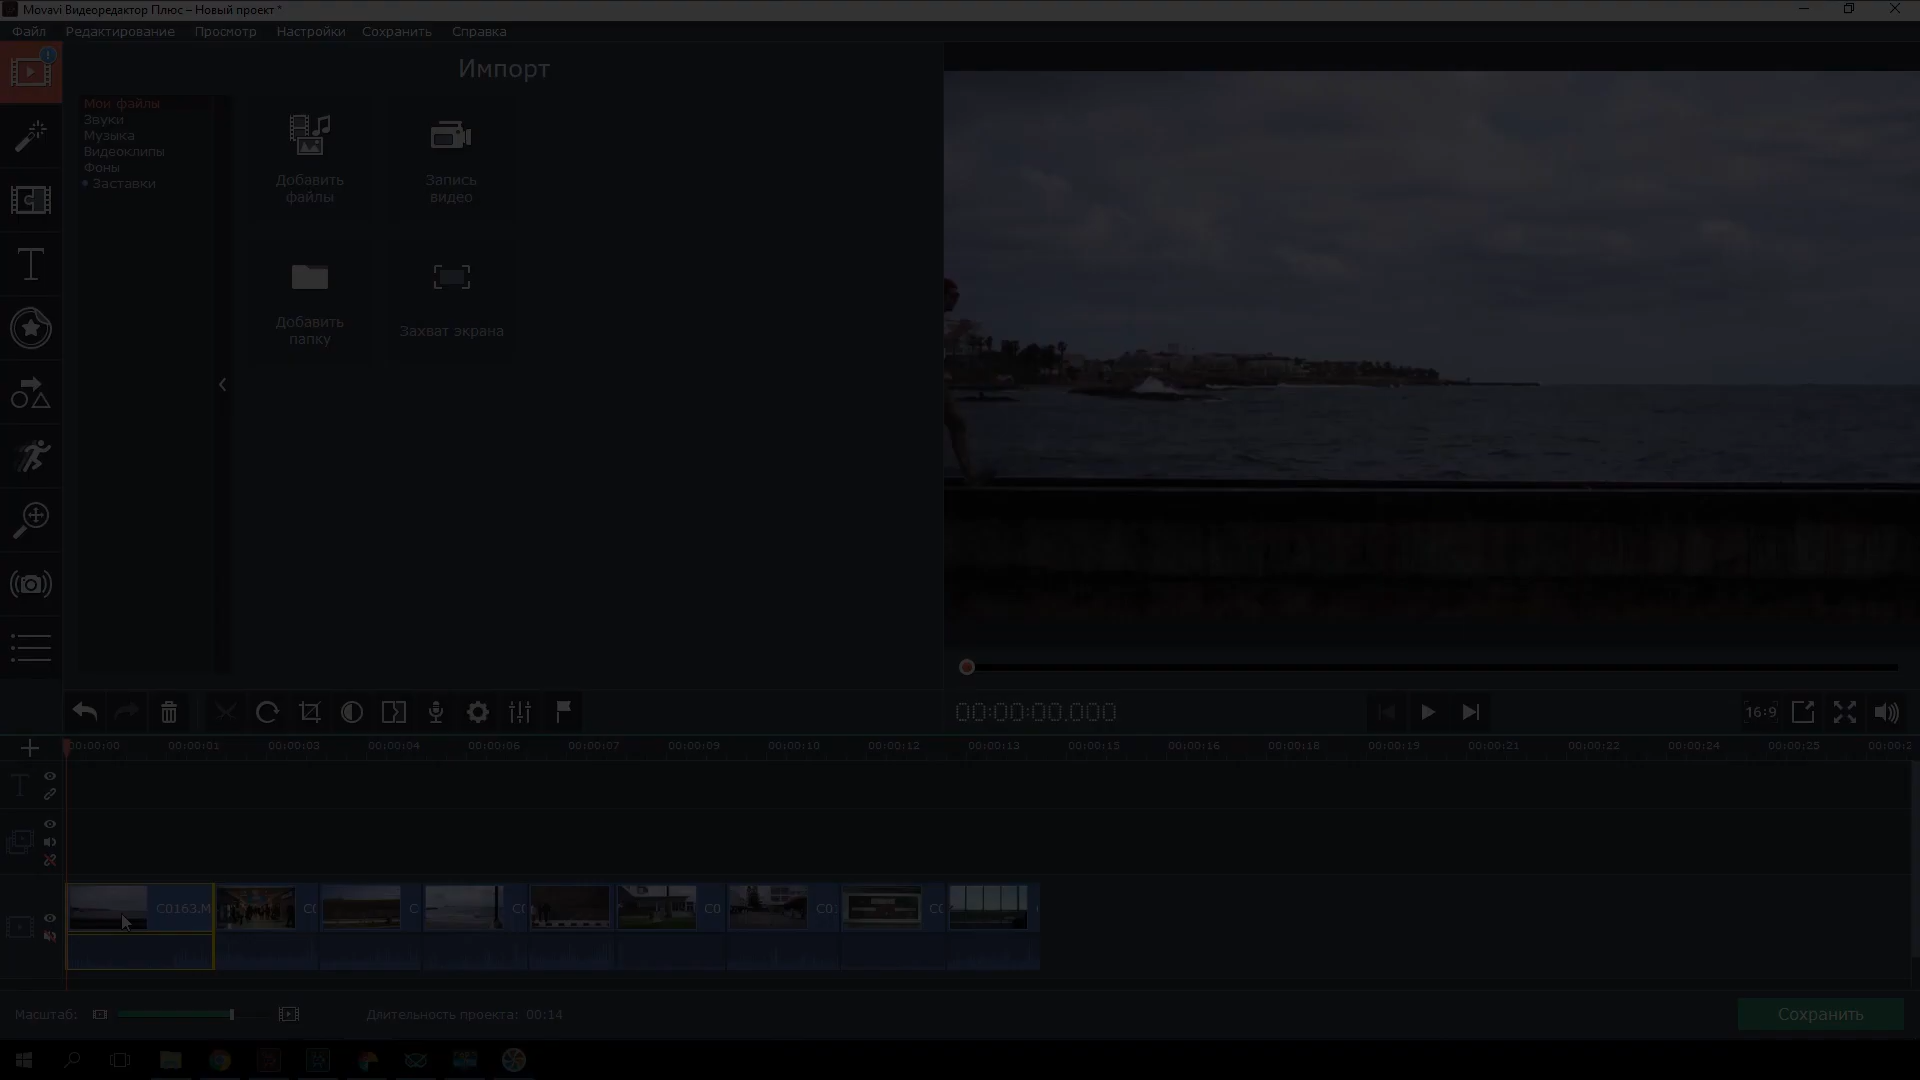 Movavi Видеоредактор Плюс – Новый проект *
Файл Редактирование Просмотр Настройки Сохранить Справка
Импорт
Мои файлы
Звуки
Музыка
Видеоклипы
Фоны
Заставки
Добавить
файлы
Запись
видео
Добавить
папку
Захват экрана
00:00:00.000
16:9
00:00:00 00:00:01 00:00:03 00:00:04 00:00:06 00:00:07 00:00:09 00:00:10 00:00:12 00:00:13 00:00:15 00:00:16 00:00:18 00:00:19 00:00:21 00:00:22 00:00:24 00:00:25 00:00:2
C0163.M
Масштаб:
Длительность проекта: 00:14
Сохранить